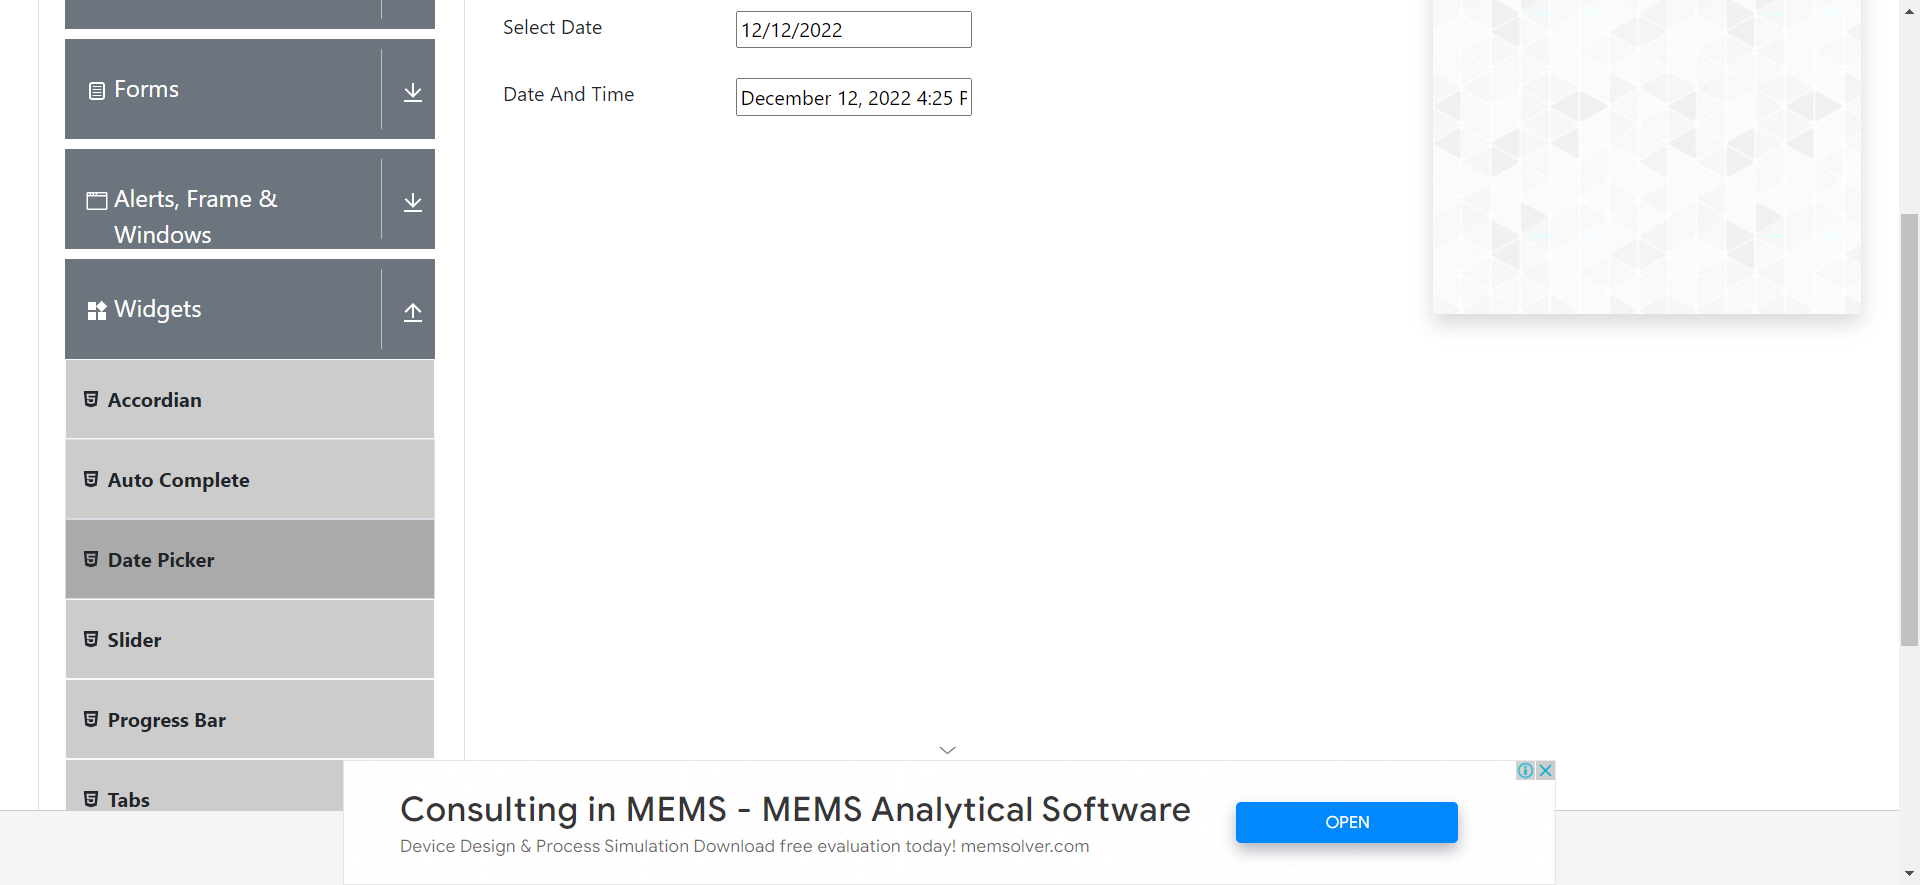 Select Date
12/12/2022
Date And Time
December 12, 2022 4:25 P
Forms
Alerts, Frame &
Windows
Widgets
Accordian
Auto Complete
Date Picker
Slider
Progress Bar
Tabs
Consulting in MEMS - MEMS Analytical Software
Device Design & Process Simulation Download free evaluation today! memsolver.com
OPEN